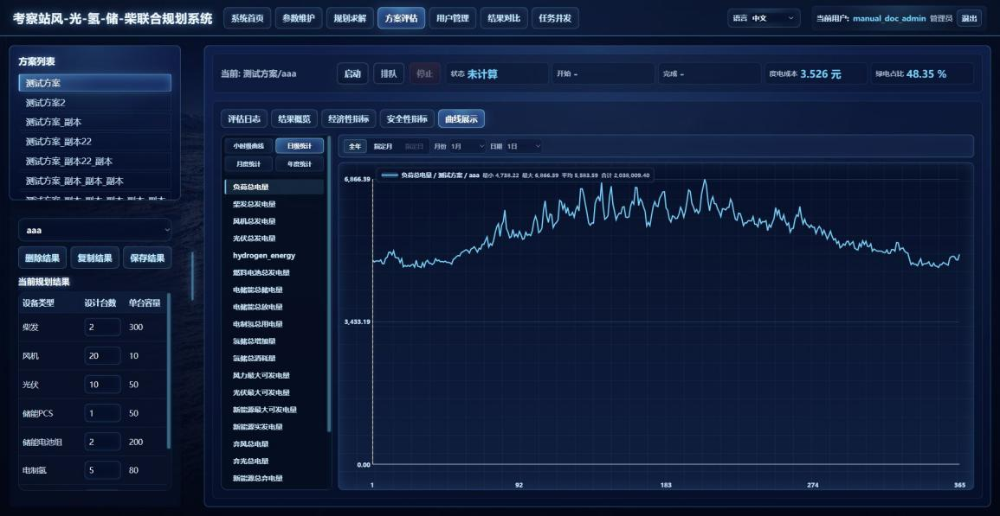 考察站风-光-氢-储-柴联合规划系统 系统首页 参数维护 规划求解 方案评估 用户管理 结果对比 任务并发 语言 中文 当前用户: manual_doc_admin 管理员 退出
方案列表
测试方案
测试方案2
测试方案_副本
测试方案_副本22
测试方案_副本22_副本
测试方案_副本_副本_副本
aaa
删除结果 复制结果 保存结果
当前规划结果
设备类型 设计台数 单台容量
柴发 2 300
风机 20 10
光伏 10 50
储能PCS 1 50
储能电池组 2 200
电制氢 5 80
当前: 测试方案/aaa 启动 排队 停止 状态 未计算 开始 - 完成 - 度电成本 3.526 元 绿电占比 48.35 %
评估日志 结果概览 经济性指标 安全性指标 曲线展示
小时级曲线 日级统计
月度统计 年度统计
负荷总电量
柴发总发电量
风机总发电量
光伏总发电量
hydrogen_energy
燃料电池总发电量
电储能总储电量
电储能总放电量
电制氢总用电量
氢储总增加量
氢储总消耗量
风力最大可发电量
光伏最大可发电量
新能源最大可发电量
新能源实发电量
弃风总电量
弃光总电量
新能源总弃电量
全年 指定月 指定日 月份 1月 日期 1日
负荷总电量 / 测试方案 / aaa 最小 4,738.22 最大 6,866.39 平均 5,583.59 合计 2,038,009.40
6,866.39
3,433.19
0.00
1 92 183 274 365